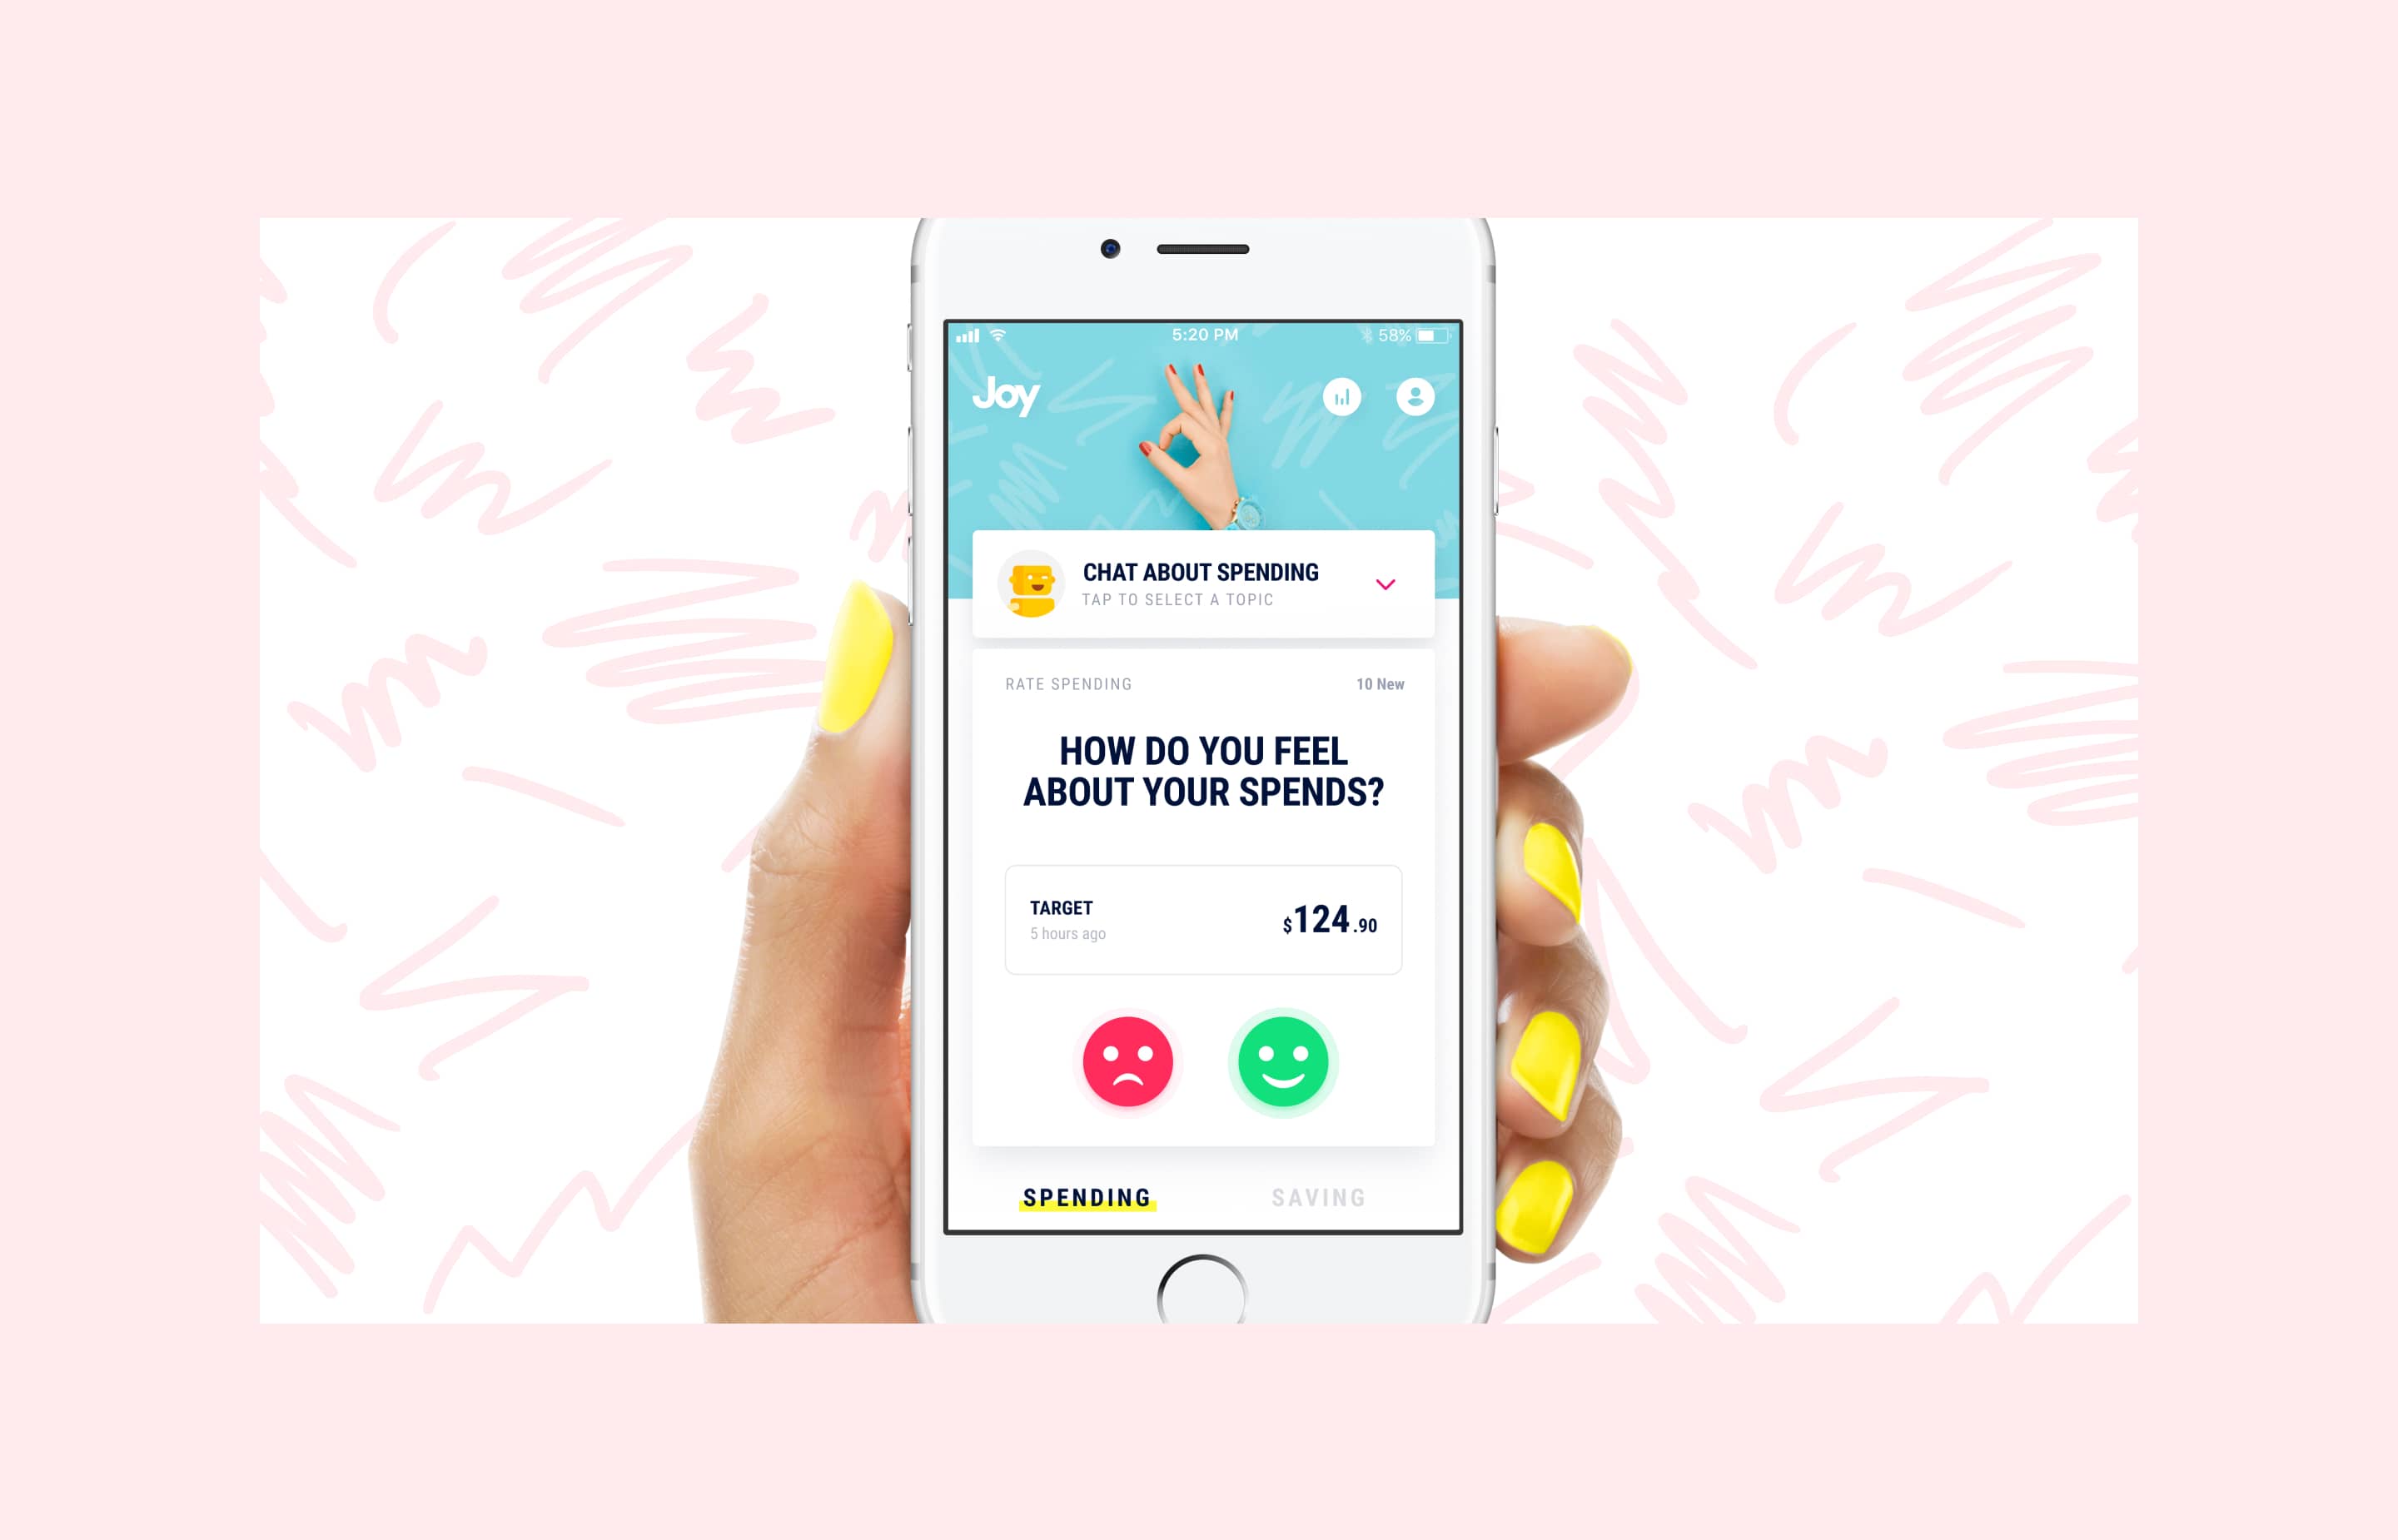 5:20 PM
58%
Joy
CHAT ABOUT SPENDING
TAP TO SELECT A TOPIC
RATE SPENDING
10 New
HOW DO YOU FEEL
ABOUT YOUR SPENDS?
TARGET
$124.90
5 hours ago
SPENDING
SAVING